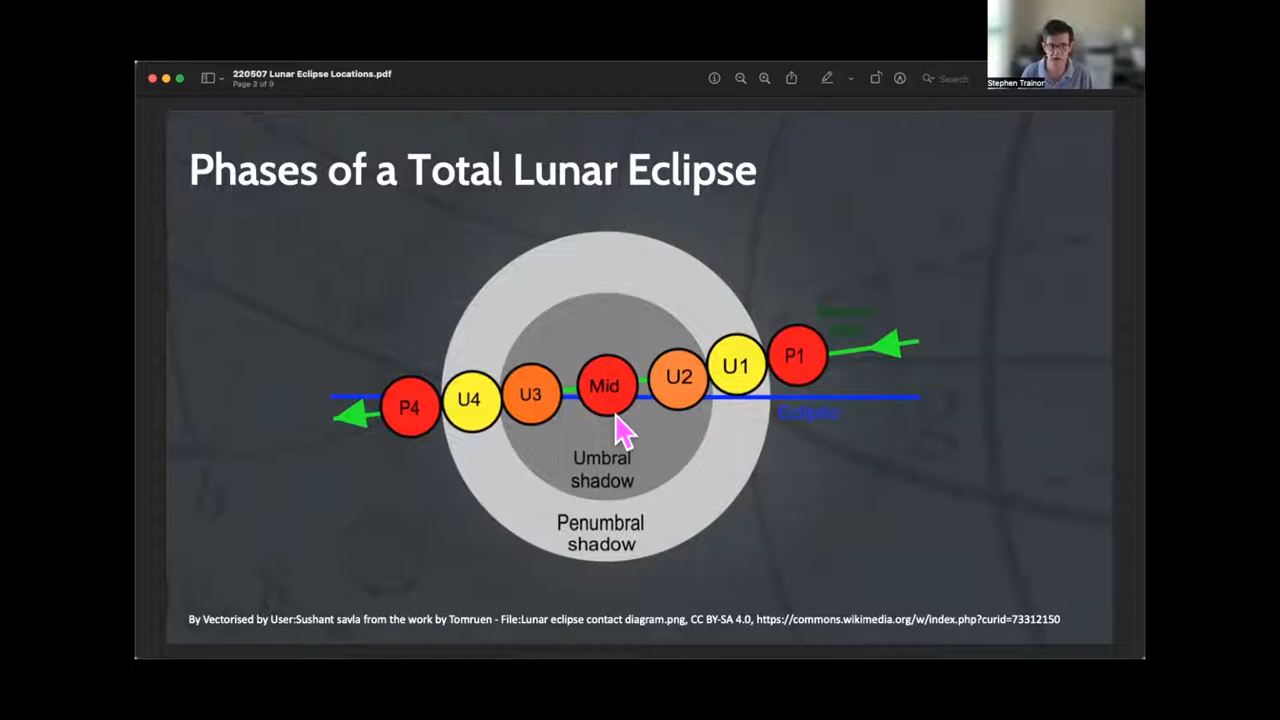 220507 Lunar Eclipse Locations.pdf
Page 3 of 9
Search
Stephen Trainor
Phases of a Total Lunar Eclipse
P4
U4
U3
Mid
U2
U1
P1
Ecliptic
Umbral
shadow
Penumbral
shadow
By Vectorised by User:Sushant savla from the work by Tomruen - File:Lunar eclipse contact diagram.png, CC BY-SA 4.0, https://commons.wikimedia.org/w/index.php?curid=73312150